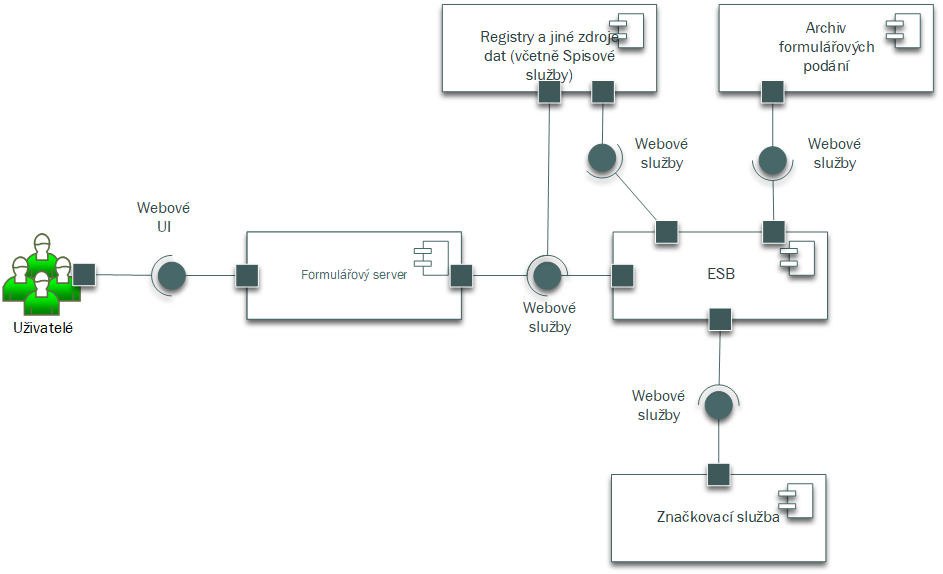 Registry a jiné zdroje
dat (včetně Spisové
služby)
Archiv
formulářových
podání
Webové
služby
Webové
služby
Webové
UI
Formulářový server
ESB
Uživatelé
Webové
služby
Webové
služby
Značkovací služba